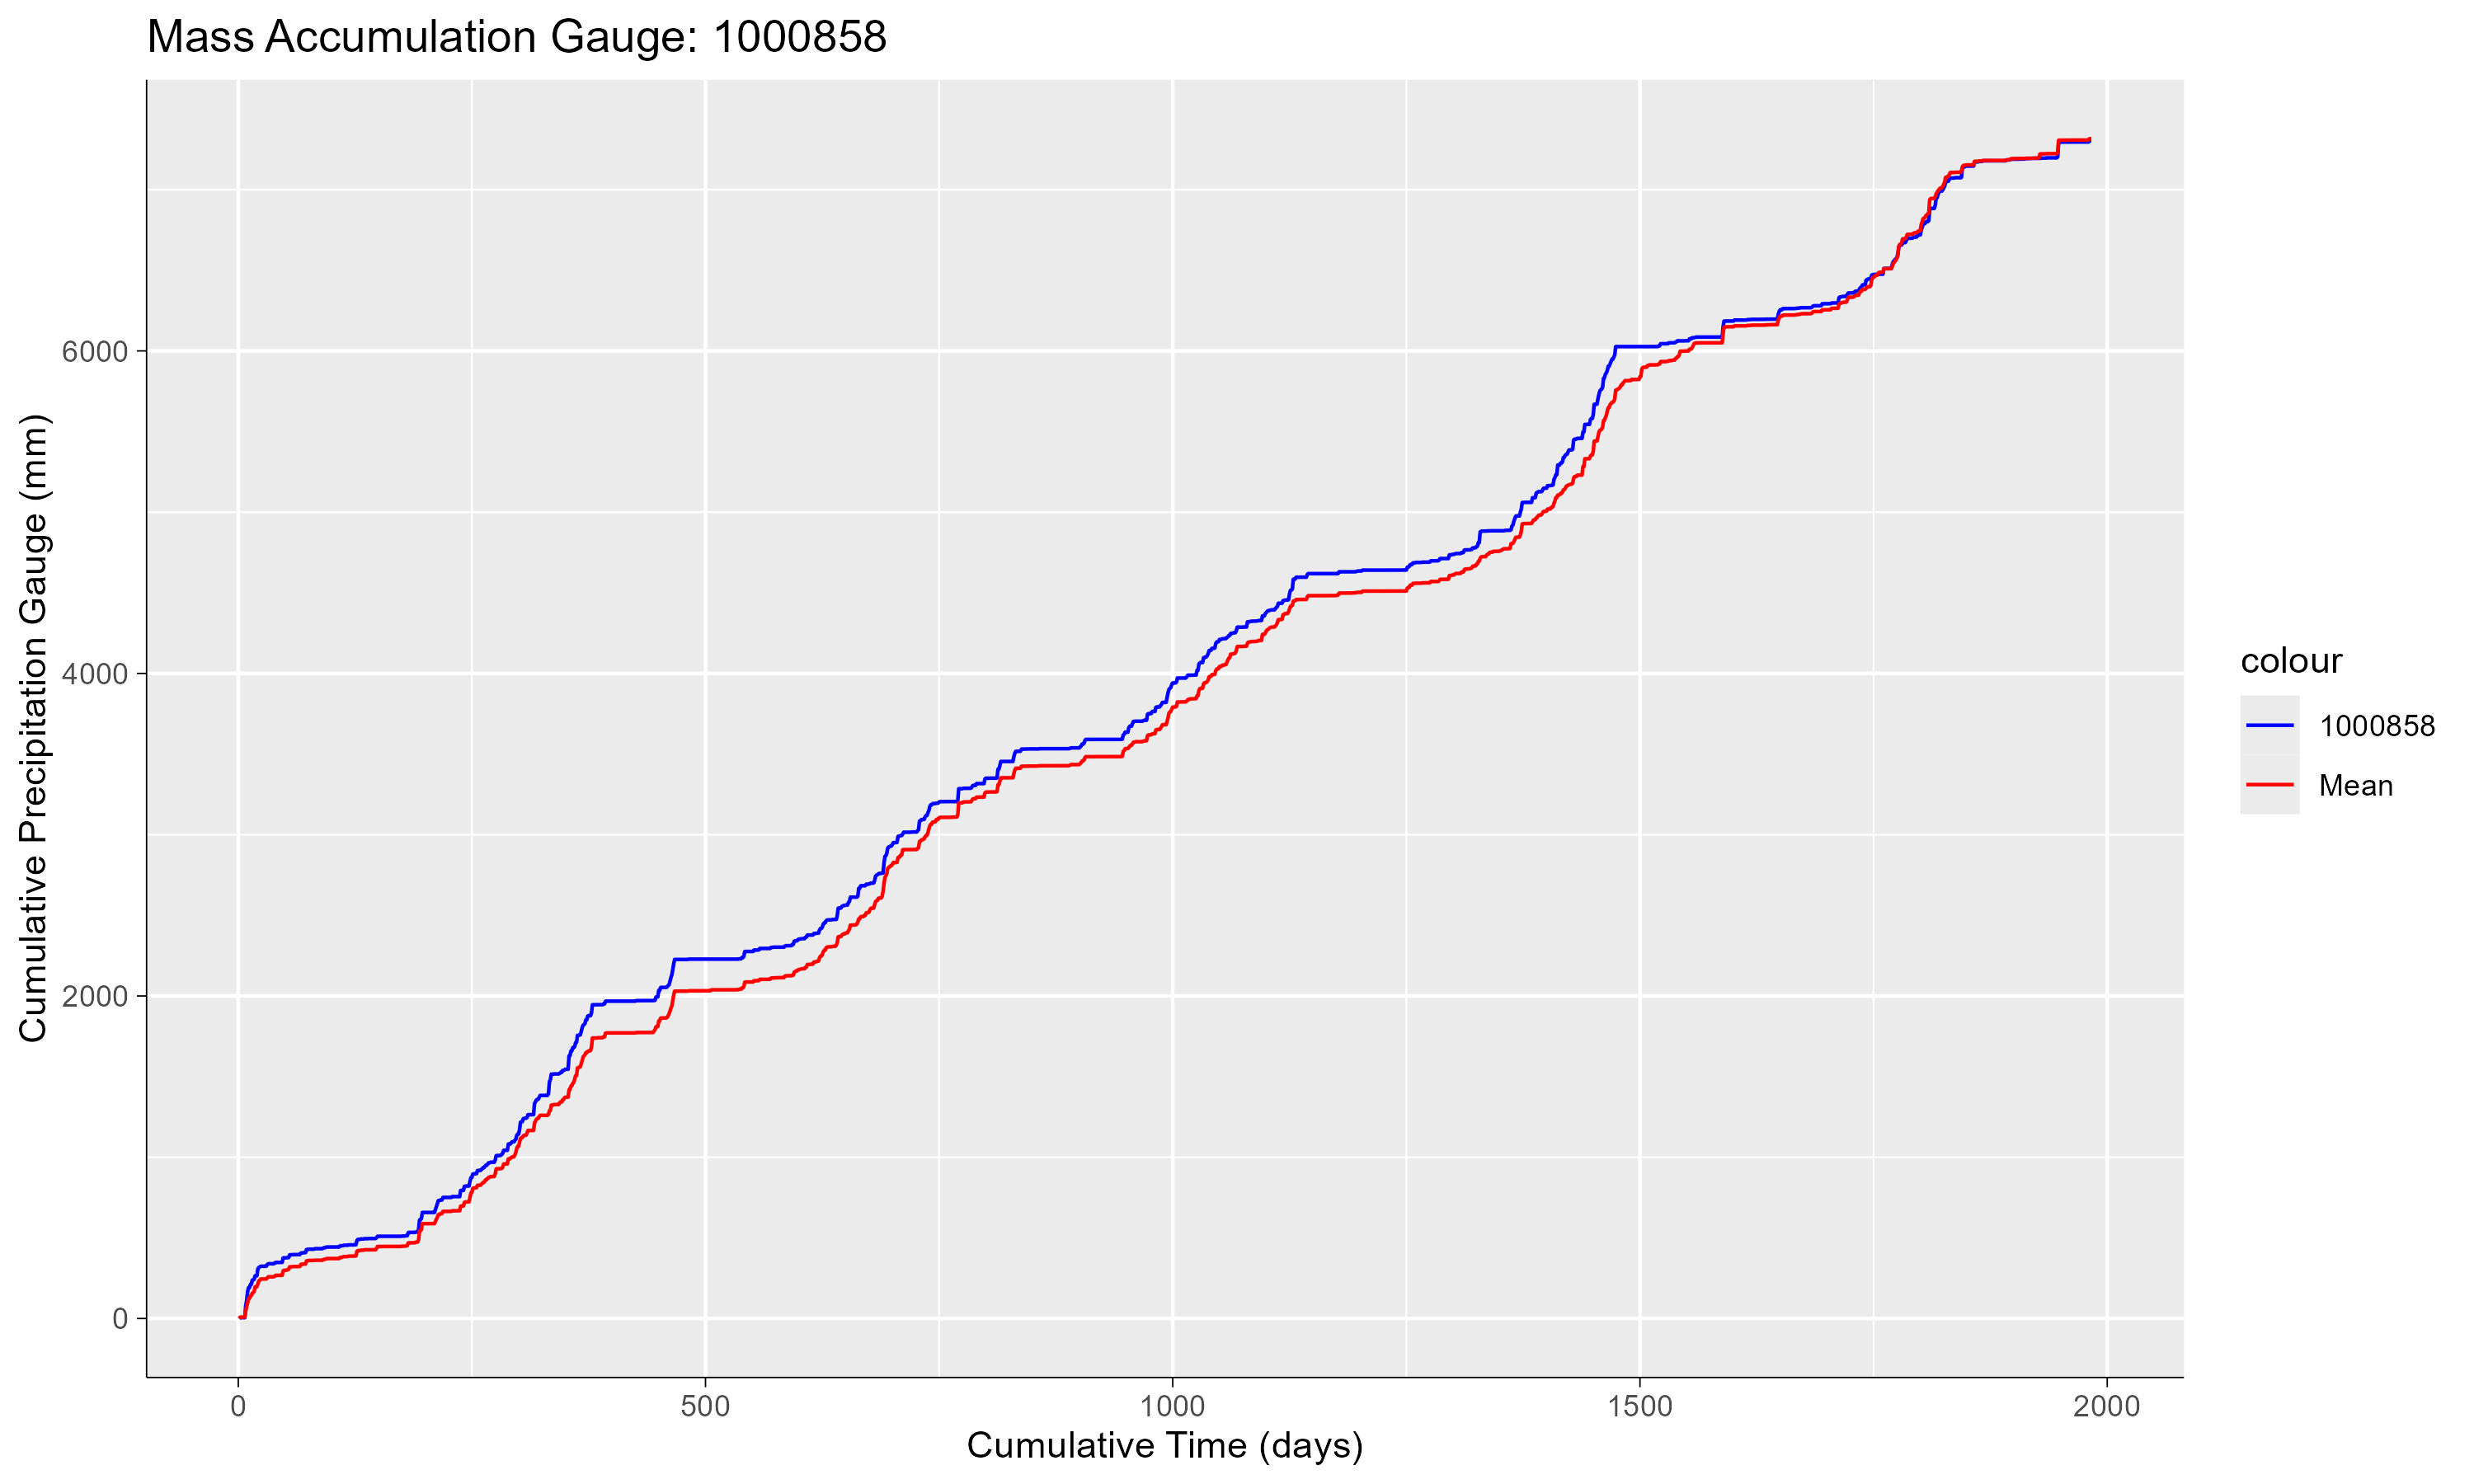 Mass Accumulation Gauge: 1000858
Cumulative Precipitation Gauge (mm)
6000
4000
2000
0
0 500 1000 1500 2000
Cumulative Time (days)
colour
1000858
Mean